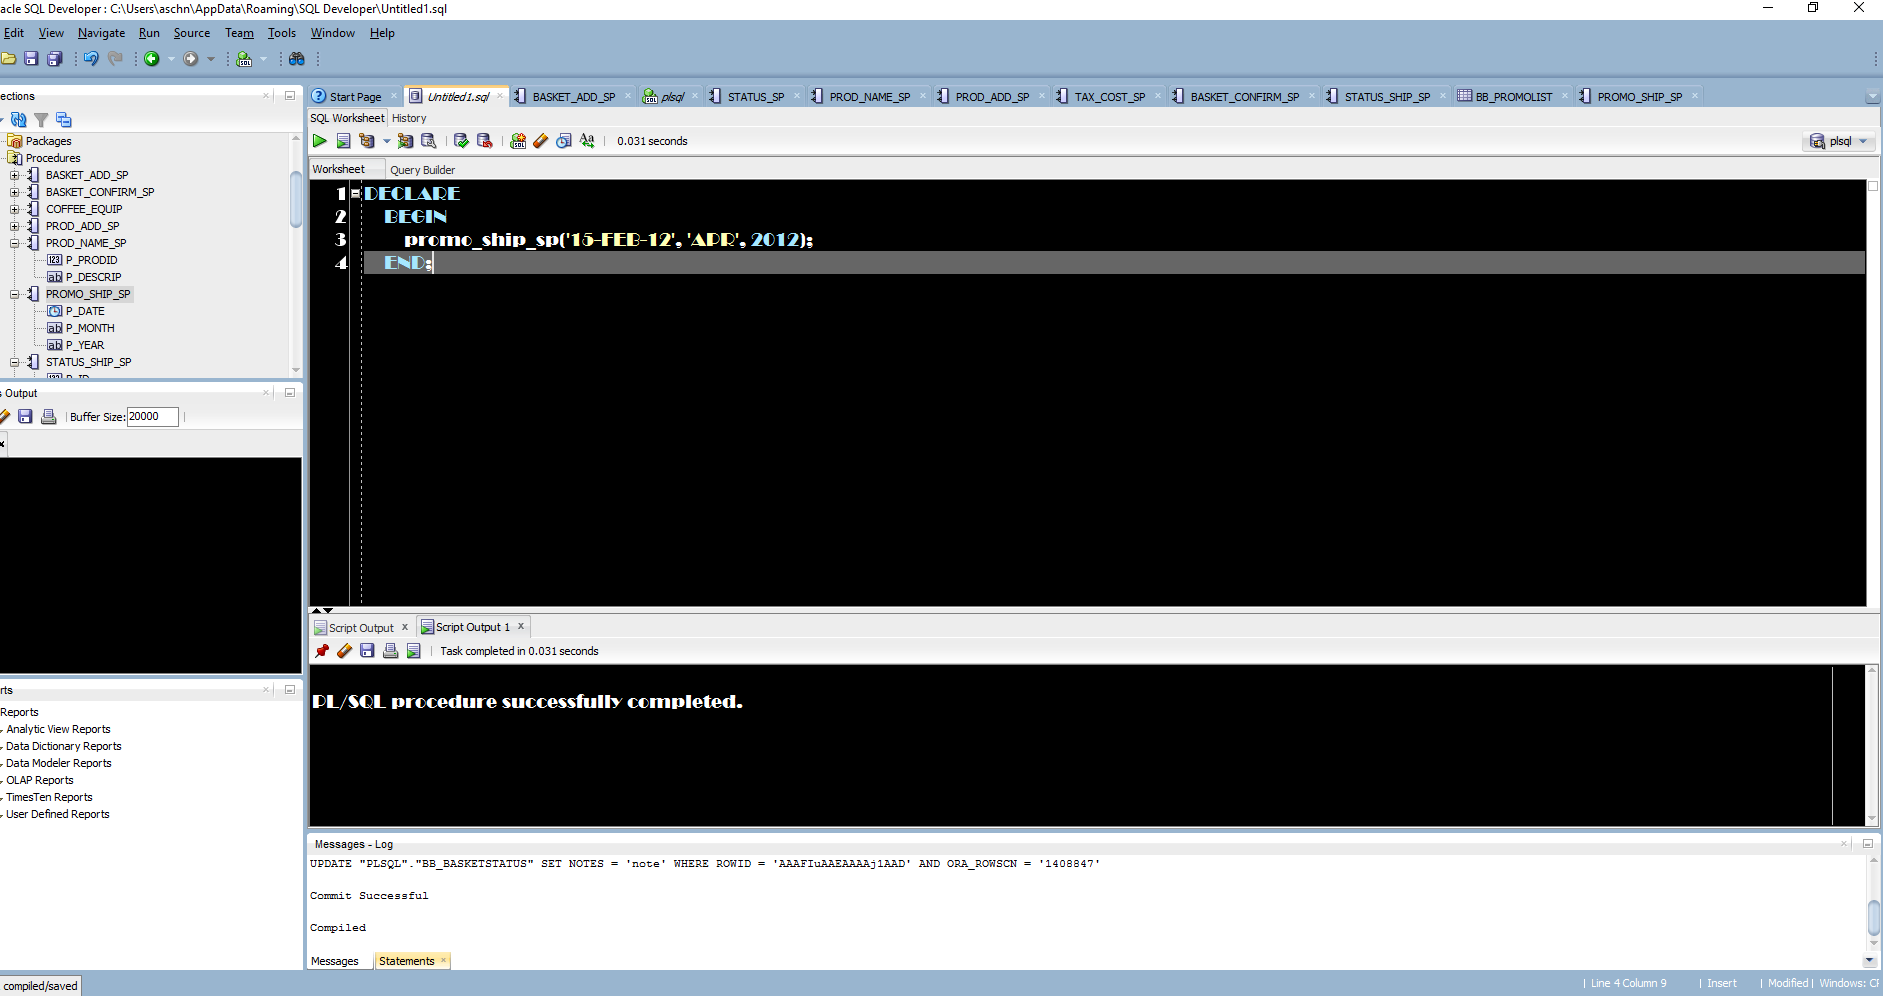 acle SQL Developer : C:\Users\aschn\AppData\Roaming\SQL Developer\Untitled1.sql
Edit View Navigate Run Source Team Tools Window Help
ections
Packages
Procedures
BASKET_ADD_SP
BASKET_CONFIRM_SP
COFFEE_EQUIP
PROD_ADD_SP
PROD_NAME_SP
P_PRODID
P_DESCRIP
PROMO_SHIP_SP
P_DATE
P_MONTH
P_YEAR
STATUS_SHIP_SP
s Output
Buffer Size: 20000
rts
Reports
Analytic View Reports
Data Dictionary Reports
Data Modeler Reports
OLAP Reports
TimesTen Reports
User Defined Reports
Start Page Untitled1.sql BASKET_ADD_SP plsql STATUS_SP PROD_NAME_SP PROD_ADD_SP TAX_COST_SP BASKET_CONFIRM_SP STATUS_SHIP_SP BB_PROMOLIST PROMO_SHIP_SP
SQL Worksheet History
0.031 seconds plsql
Worksheet Query Builder
1 DECLARE
2 BEGIN
3 promo_ship_sp('15-FEB-12', 'APR', 2012);
4 END;
Script Output Script Output 1
Task completed in 0.031 seconds
PL/SQL procedure successfully completed.
Messages - Log
UPDATE "PLSQL"."BB_BASKETSTATUS" SET NOTES = 'note' WHERE ROWID = 'AAAFIuAAEAAAAj1AAD' AND ORA_ROWSCN = '1408847'
Commit Successful
Compiled
Messages Statements
compiled/saved
Line 4 Column 9 Insert Modified Windows: